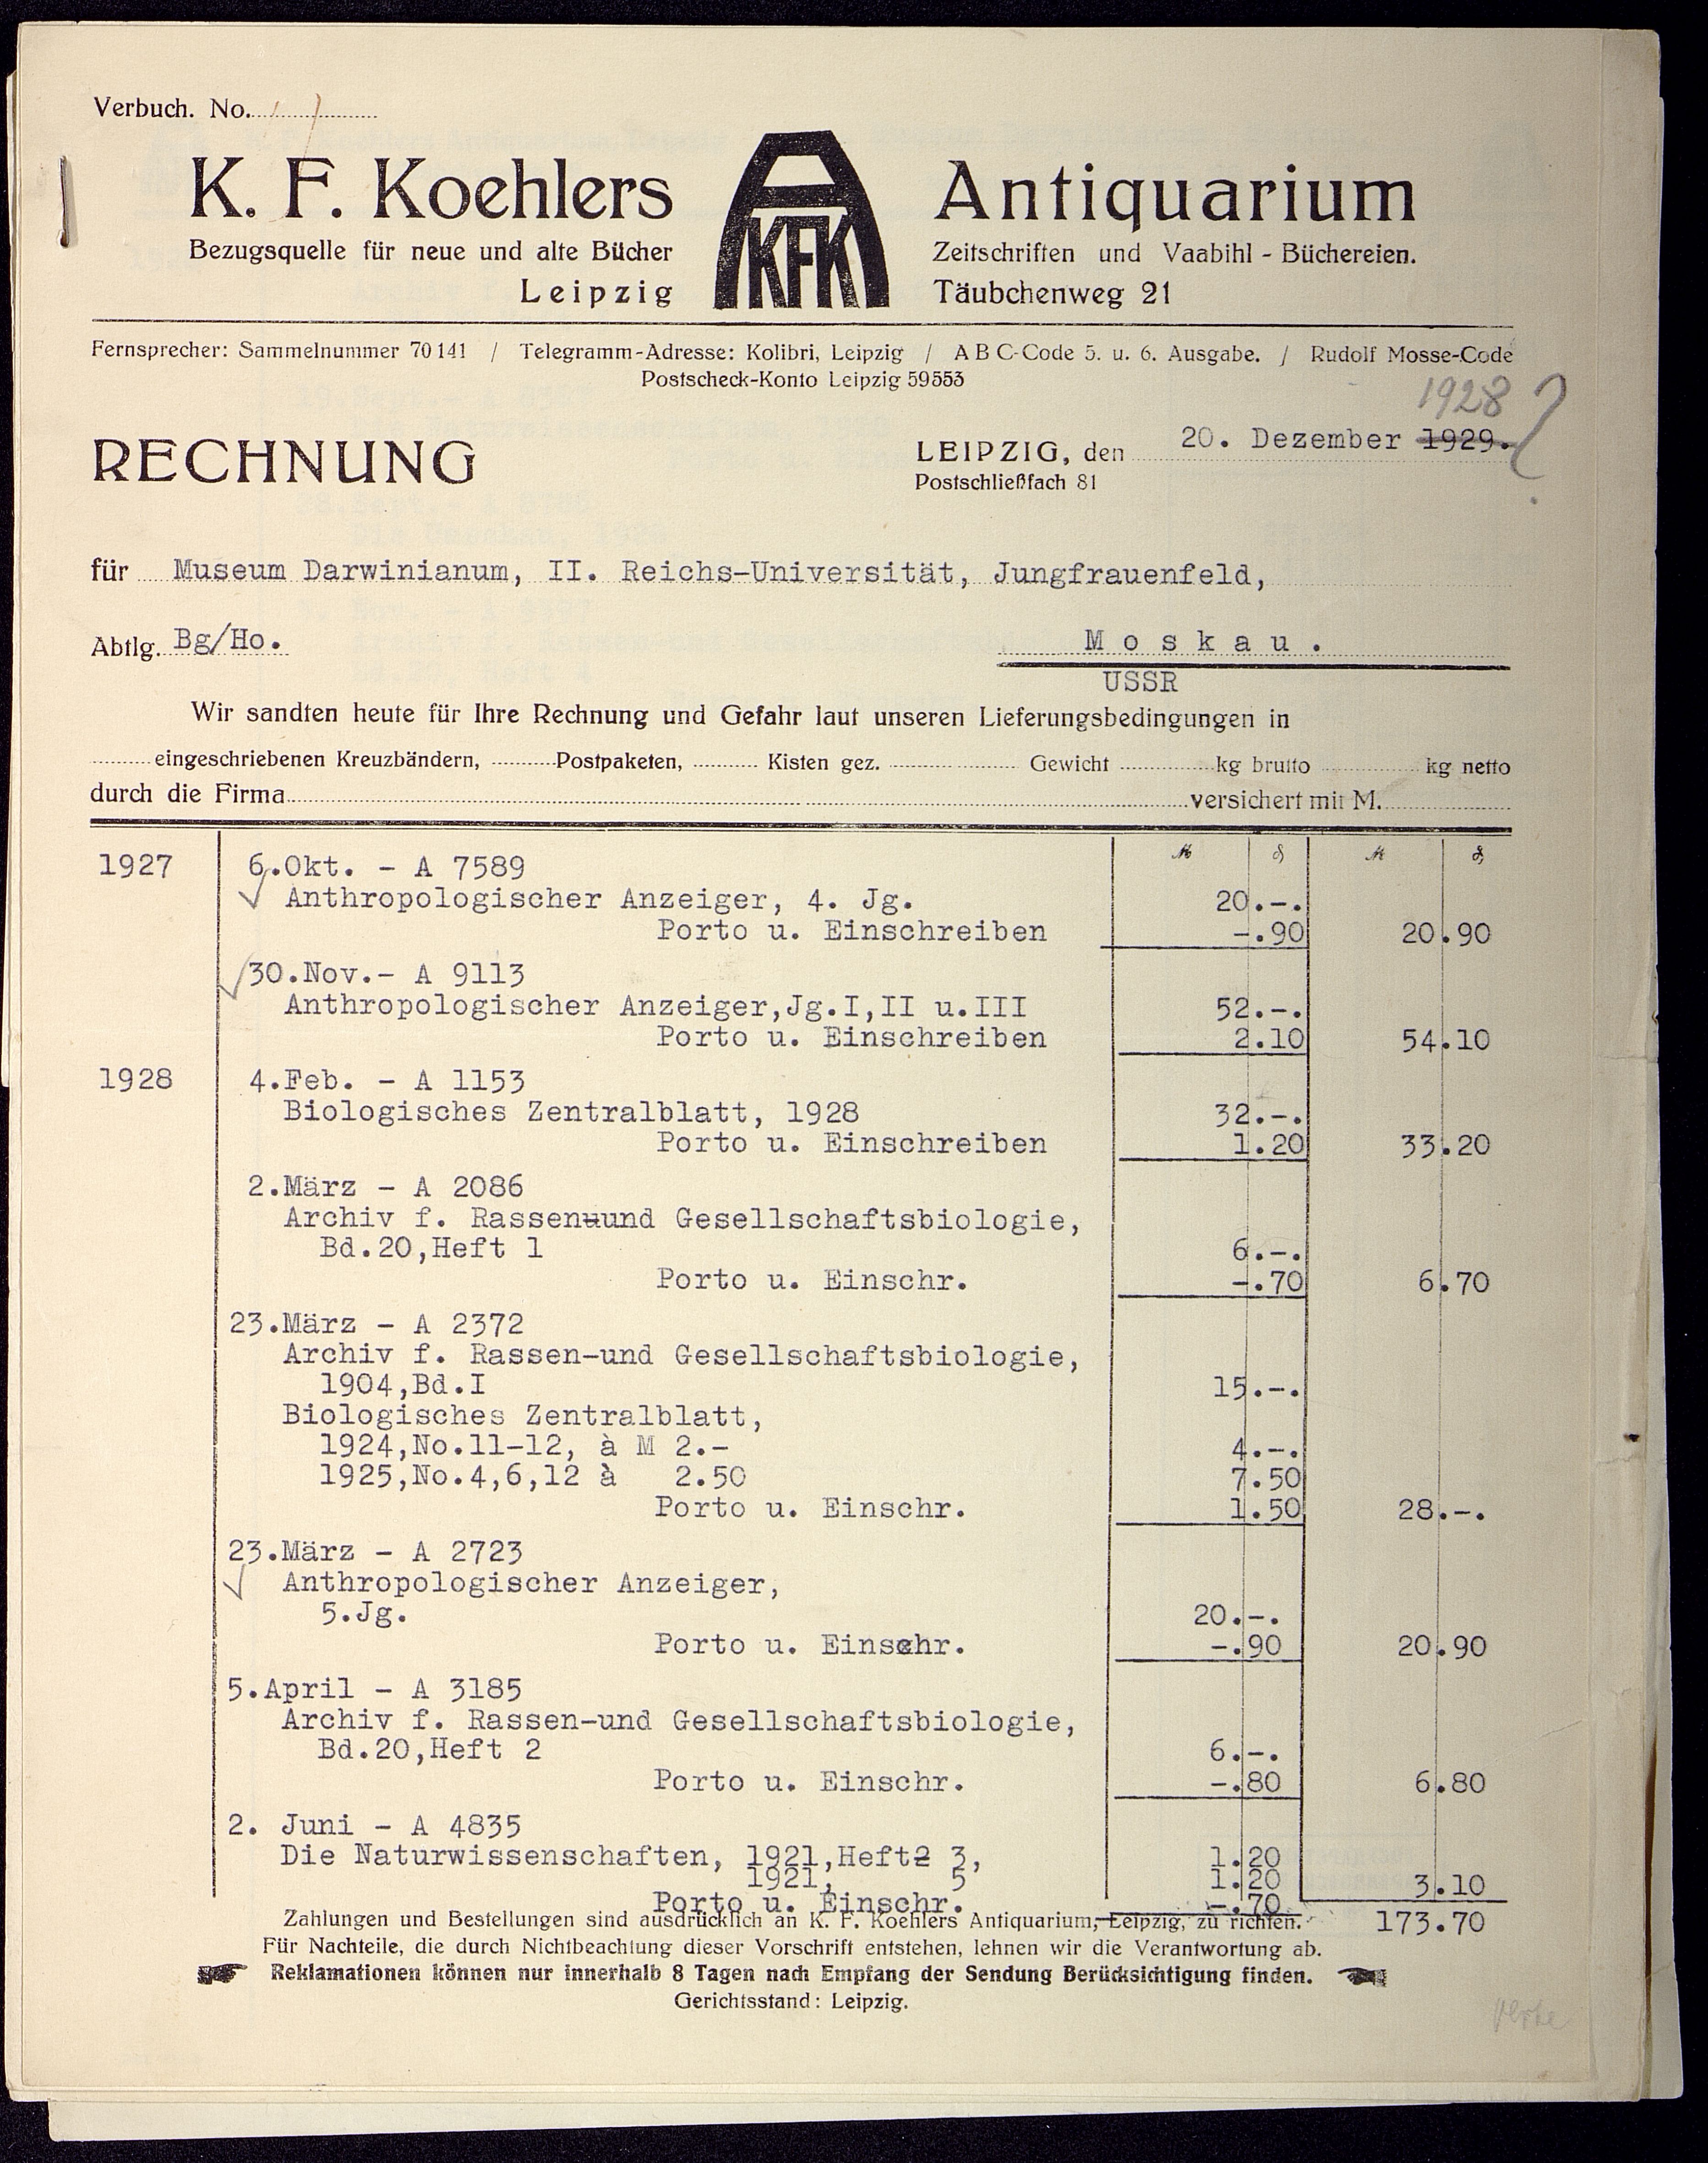 Verbuch. No.
K. F. Koehlers Antiquarium
KFK
Bezugsquelle für neue und alte Bücher Zeitschriften und Vaabihl - Büchereien.
Leipzig Täubchenweg 21
Fernsprecher: Sammelnummer 70141 / Telegramm-Adresse: Kolibri, Leipzig / A B C-Code 5. u. 6. Ausgabe. / Rudolf Mosse-Code
Postscheck-Konto Leipzig 59553
1928 ?
RECHNUNG LEIPZIG, den 20. Dezember 1929.
Postschließfach 81
für Museum Darwinianum, II. Reichs-Universität, Jungfrauenfeld,
Abtlg. Bg/Ho. Moskau.
USSR
Wir sandten heute für Ihre Rechnung und Gefahr laut unseren Lieferungsbedingungen in
eingeschriebenen Kreuzbändern, Postpaketen, Kisten gez. Gewicht kg brutto kg netto
durch die Firma versichert mit M.
1927 6.Okt. - A 7589
Anthropologischer Anzeiger, 4. Jg. 20.-.
Porto u. Einschreiben -.90 20.90
30.Nov.- A 9113
Anthropologischer Anzeiger,Jg.I,II u.III 52.-.
Porto u. Einschreiben 2.10 54.10
1928 4.Feb. - A 1153
Biologisches Zentralblatt, 1928 32.-.
Porto u. Einschreiben 1.20 33.20
2.März - A 2086
Archiv f. Rassenuund Gesellschaftsbiologie,
Bd.20,Heft 1 6.-.
Porto u. Einschr. -.70 6.70
23.März - A 2372
Archiv f. Rassen-und Gesellschaftsbiologie,
1904,Bd.I 15.-.
Biologisches Zentralblatt,
1924,No.11-12, à M 2.- 4.-.
1925,No.4,6,12 à 2.50 7.50
Porto u. Einschr. 1.50 28.-.
23.März - A 2723
Anthropologischer Anzeiger,
5.Jg. 20.-.
Porto u. Einschr. -.90 20.90
5.April - A 3185
Archiv f. Rassen-und Gesellschaftsbiologie,
Bd.20,Heft 2 6.-.
Porto u. Einschr. -.80 6.80
2. Juni - A 4835
Die Naturwissenschaften, 1921,Heft2 3, 1.20
1921, 5 1.20 3.10
Porto u. Einschr. -.70
Zahlungen und Bestellungen sind ausdrücklich an K. F. Koehlers Antiquarium, Leipzig, zu richten. 173.70
Für Nachteile, die durch Nichtbeachtung dieser Vorschrift entstehen, lehnen wir die Verantwortung ab.
Reklamationen können nur innerhalb 8 Tagen nach Empfang der Sendung Berücksichtigung finden.
Gerichtsstand: Leipzig.